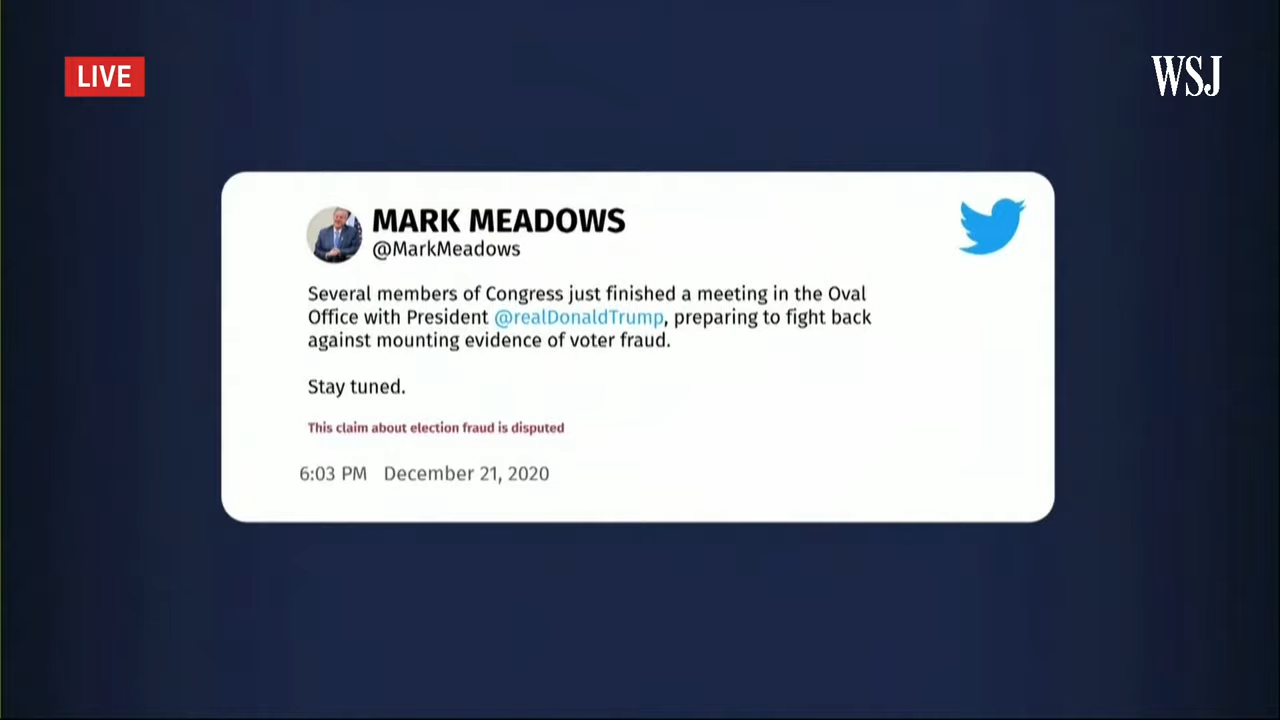 LIVE
WSJ
MARK MEADOWS
@MarkMeadows
Several members of Congress just finished a meeting in the Oval
Office with President @realDonaldTrump, preparing to fight back
against mounting evidence of voter fraud.
Stay tuned.
This claim about election fraud is disputed
6:03 PM December 21, 2020